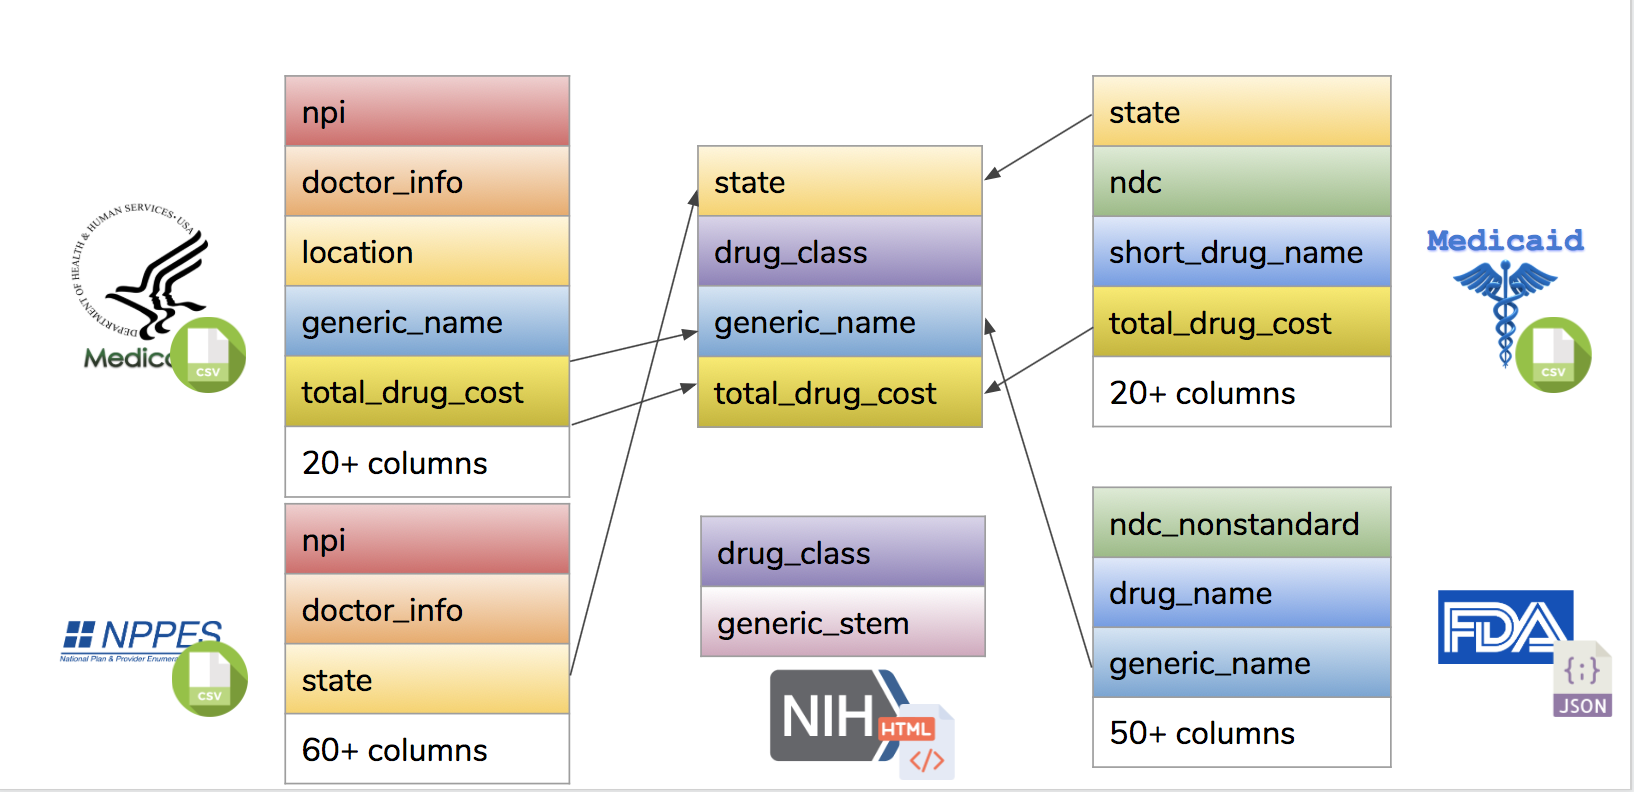 npi
doctor_info
location
generic_name
total_drug_cost
20+ columns
DEPARTMENT OF HEALTH & HUMAN SERVICES • USA
CSV
npi
doctor_info
state
60+ columns
NPPES
National Plan & Provider
CSV
state
drug_class
generic_name
total_drug_cost
drug_class
generic_stem
NIH
HTML
</>
state
ndc
short_drug_name
total_drug_cost
20+ columns
Medicaid
CSV
ndc_nonstandard
drug_name
generic_name
50+ columns
FDA
{;}
JSON